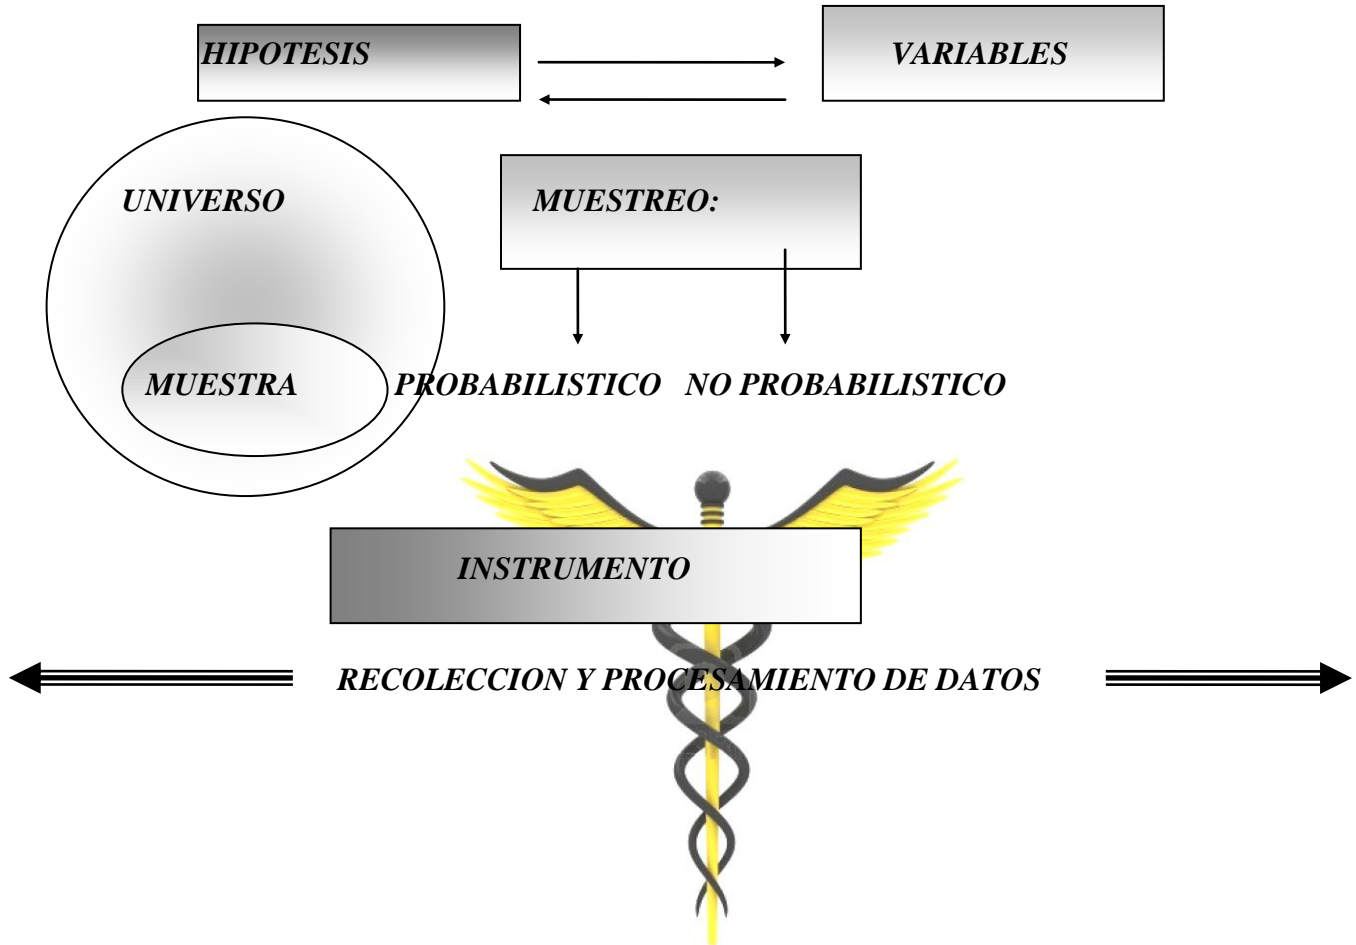 HIPOTESIS
VARIABLES
UNIVERSO
MUESTREO:
MUESTRA
PROBABILISTICO NO PROBABILISTICO
INSTRUMENTO
RECOLECCION Y PROCESAMIENTO DE DATOS